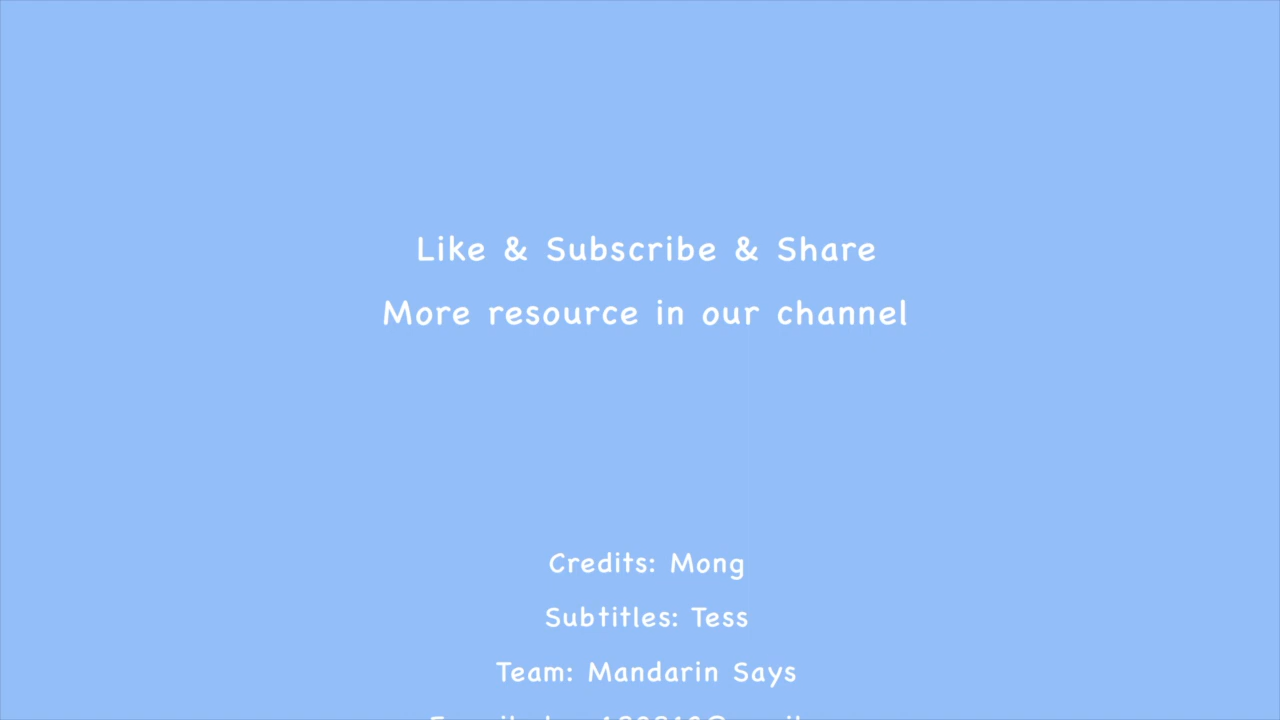 Like & Subscribe & Share
More resource in our channel
Credits: Mong
Subtitles: Tess
Team: Mandarin Says